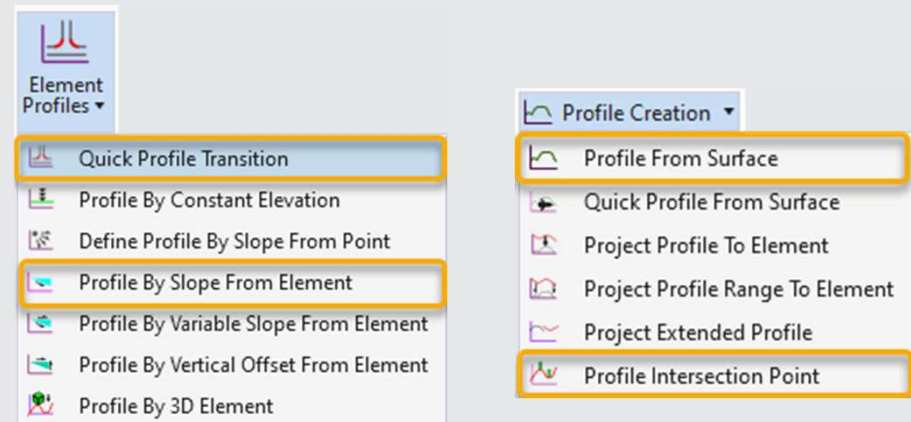 Element
Profiles
Quick Profile Transition
Profile By Constant Elevation
Define Profile By Slope From Point
Profile By Slope From Element
Profile By Variable Slope From Element
Profile By Vertical Offset From Element
Profile By 3D Element
Profile Creation
Profile From Surface
Quick Profile From Surface
Project Profile To Element
Project Profile Range To Element
Project Extended Profile
Profile Intersection Point